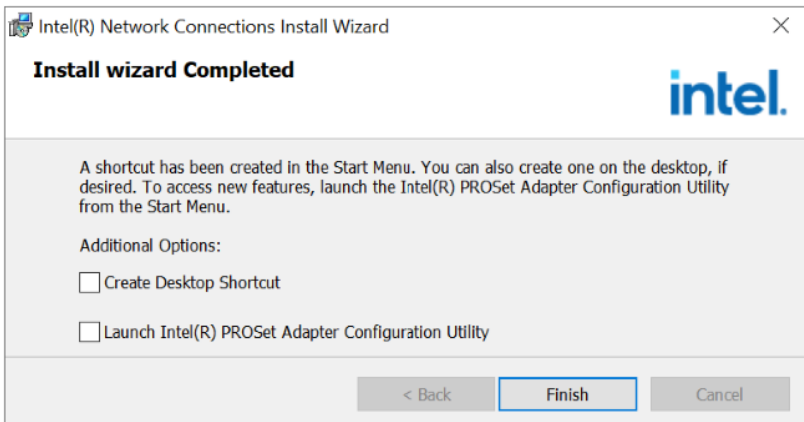 Intel(R) Network Connections Install Wizard
Install wizard Completed
intel.
A shortcut has been created in the Start Menu. You can also create one on the desktop, if
desired. To access new features, launch the Intel(R) PROSet Adapter Configuration Utility
from the Start Menu.
Additional Options:
Create Desktop Shortcut
Launch Intel(R) PROSet Adapter Configuration Utility
< Back
Finish
Cancel